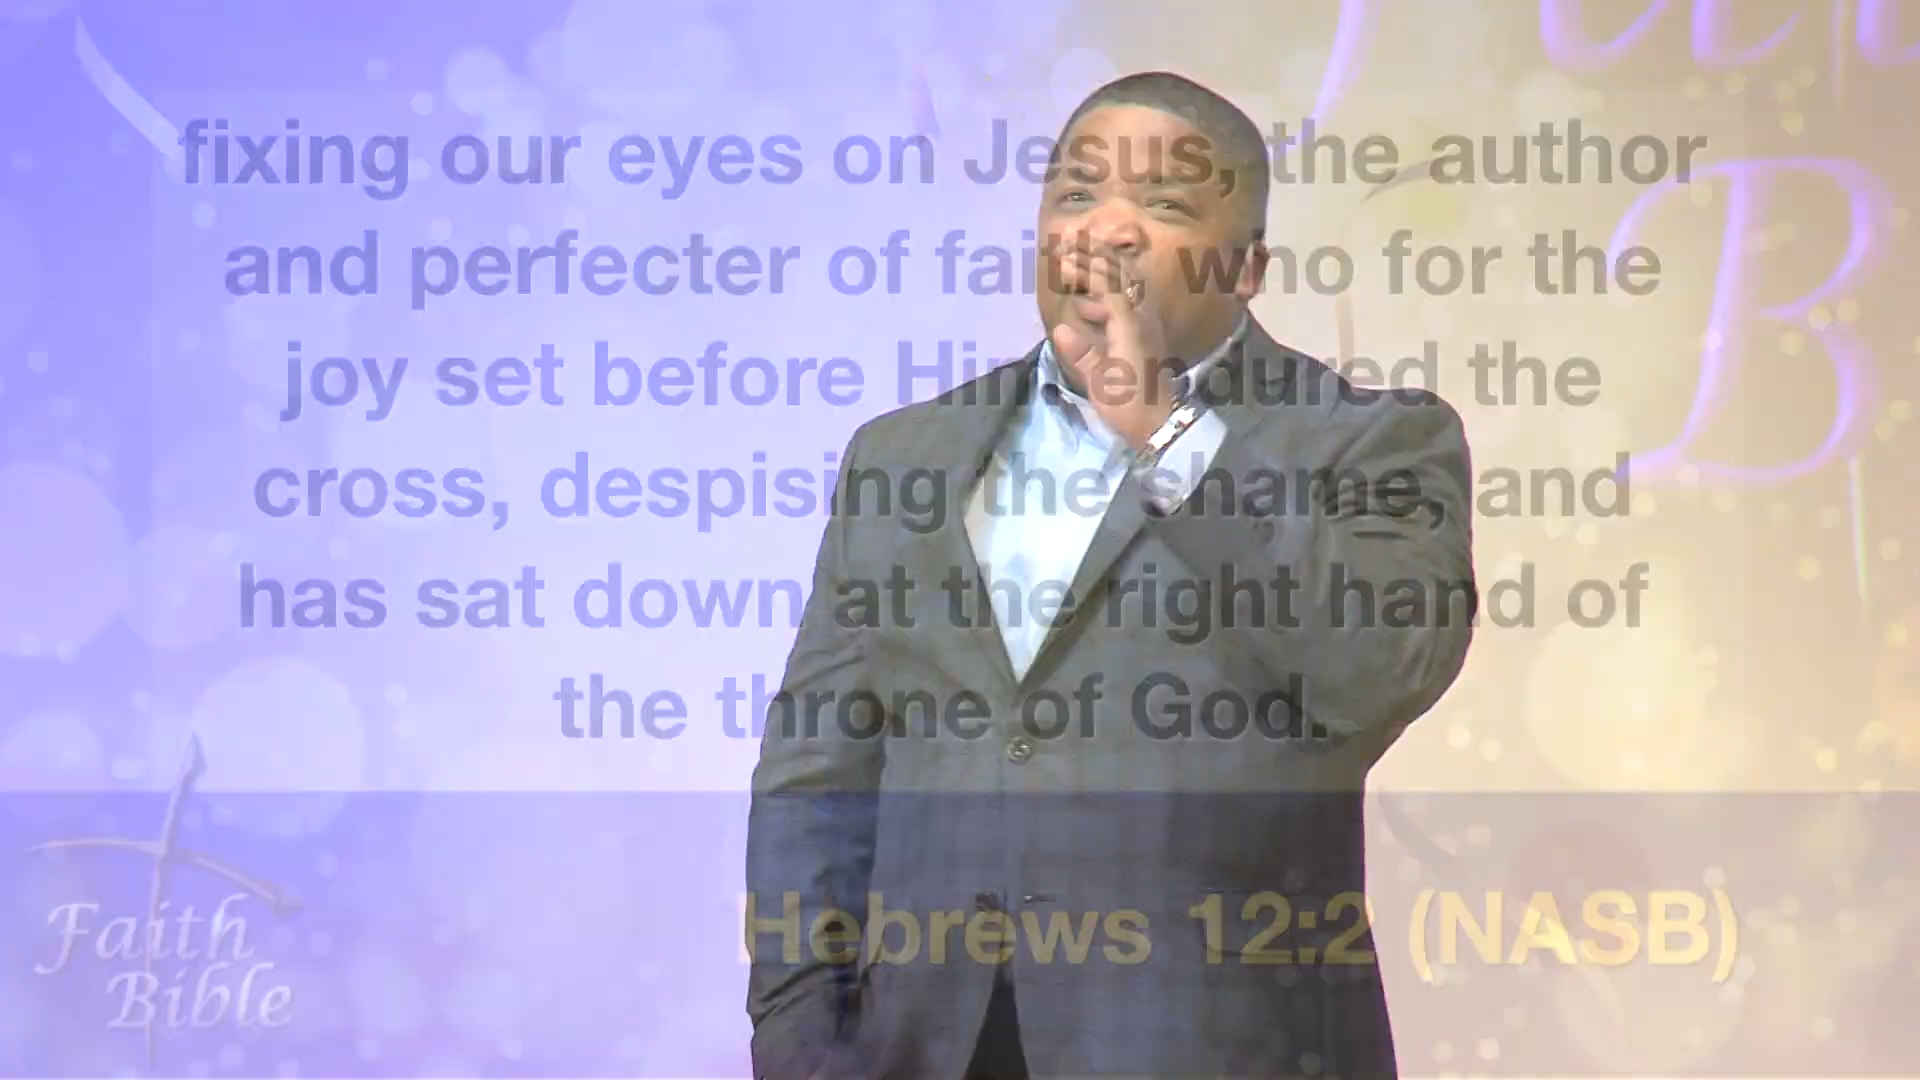 fixing our eyes on Jesus, the author
and perfecter of faith, who for the
joy set before Him endured the
cross, despising the shame, and
has sat down at the right hand of
the throne of God.
Hebrews 12:2 (NASB)
Faith
Bible